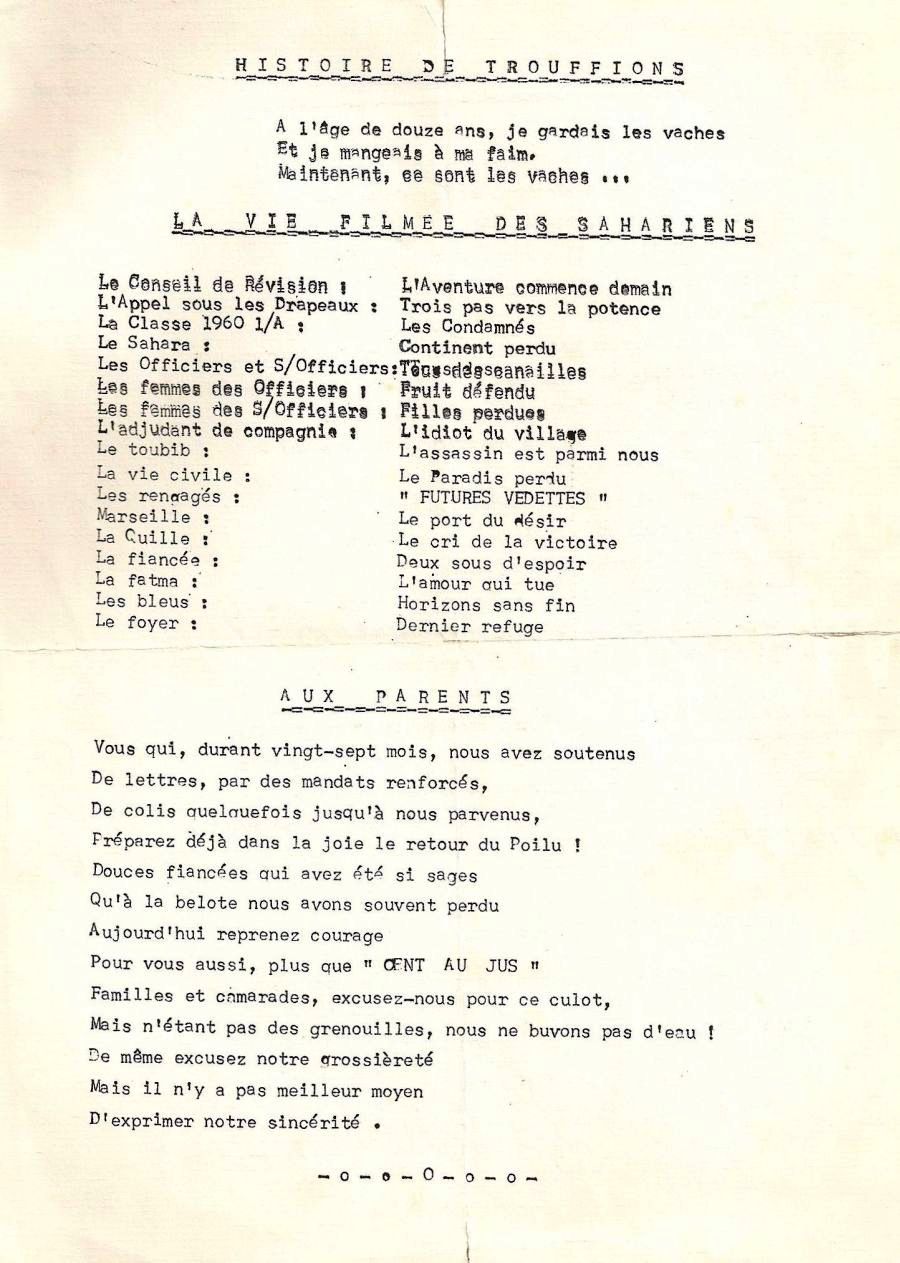 HISTOIRE DE TROUFFIONS
A l'âge de douze ans, je gardais les vaches
Et je mangeais à ma faim.
Maintenant, ce sont les vaches ...
LA VIE FILMÉE DES SAHARIENS
Le Conseil de Révision : L'Aventure commence demain
L'Appel sous les Drapeaux : Trois pas vers la potence
La Classe 1960 1/A : Les Condamnés
Le Sahara : Continent perdu
Les Officiers et S/Officiers: canailles
Les femmes des Officiers : Fruit défendu
Les femmes des S/Officiers : Filles perdues
L'adjudant de compagnie : L'idiot du village
Le toubib : L'assassin est parmi nous
La vie civile : Le Paradis perdu
Les rengagés : " FUTURES VEDETTES "
Marseille : Le port du désir
La Quille : Le cri de la victoire
La fiancée : Deux sous d'espoir
La fatma : L'amour qui tue
Les bleus : Horizons sans fin
Le foyer : Dernier refuge
AUX PARENTS
Vous qui, durant vingt-sept mois, nous avez soutenus
De lettres, par des mandats renforcés,
De colis quelquefois jusqu'à nous parvenus,
Préparez déjà dans la joie le retour du Poilu !
Douces fiancées qui avez été si sages
Qu'à la belote nous avons souvent perdu
Aujourd'hui reprenez courage
Pour vous aussi, plus que " CENT AU JUS "
Familles et camarades, excusez-nous pour ce culot,
Mais n'étant pas des grenouilles, nous ne buvons pas d'eau !
De même excusez notre grossièreté
Mais il n'y a pas meilleur moyen
D'exprimer notre sincérité .
- o - o - O - o - o -